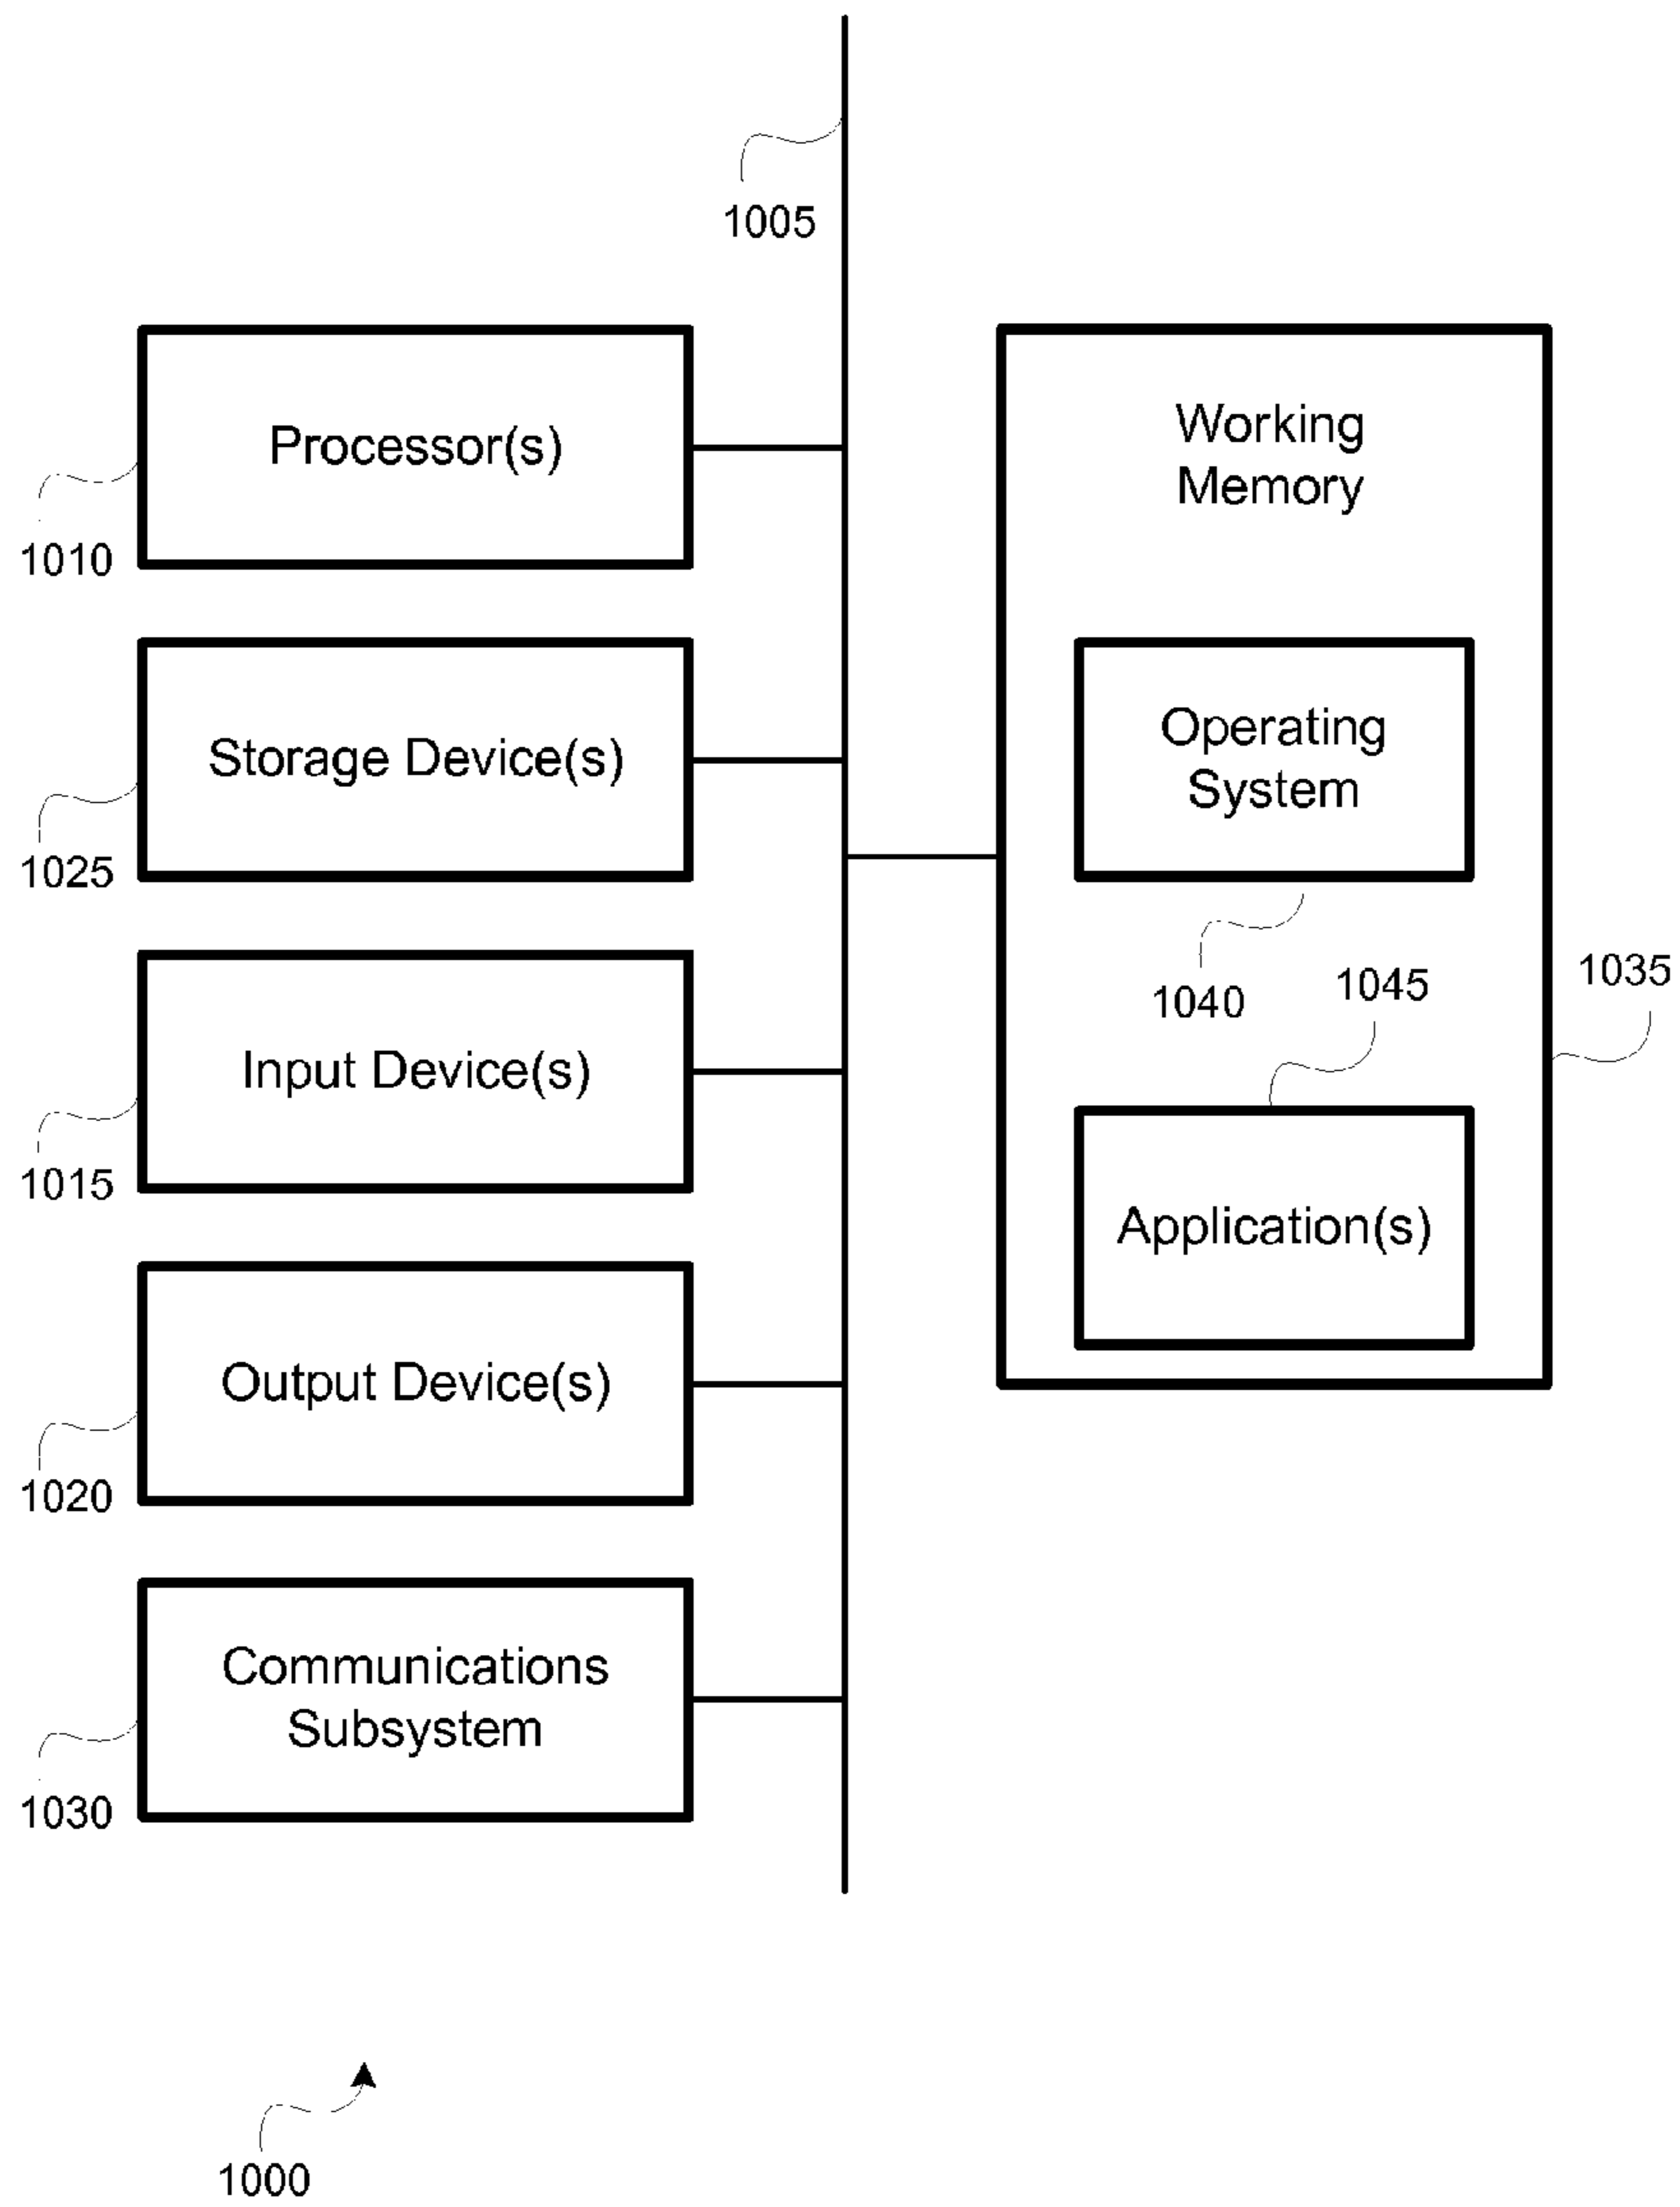 1005
Processor(s)
1010
Storage Device(s)
1025
Input Device(s)
1015
Output Device(s)
1020
Communications
Subsystem
1030
Working
Memory
Operating
System
1040
1045
1035
Application(s)
1000